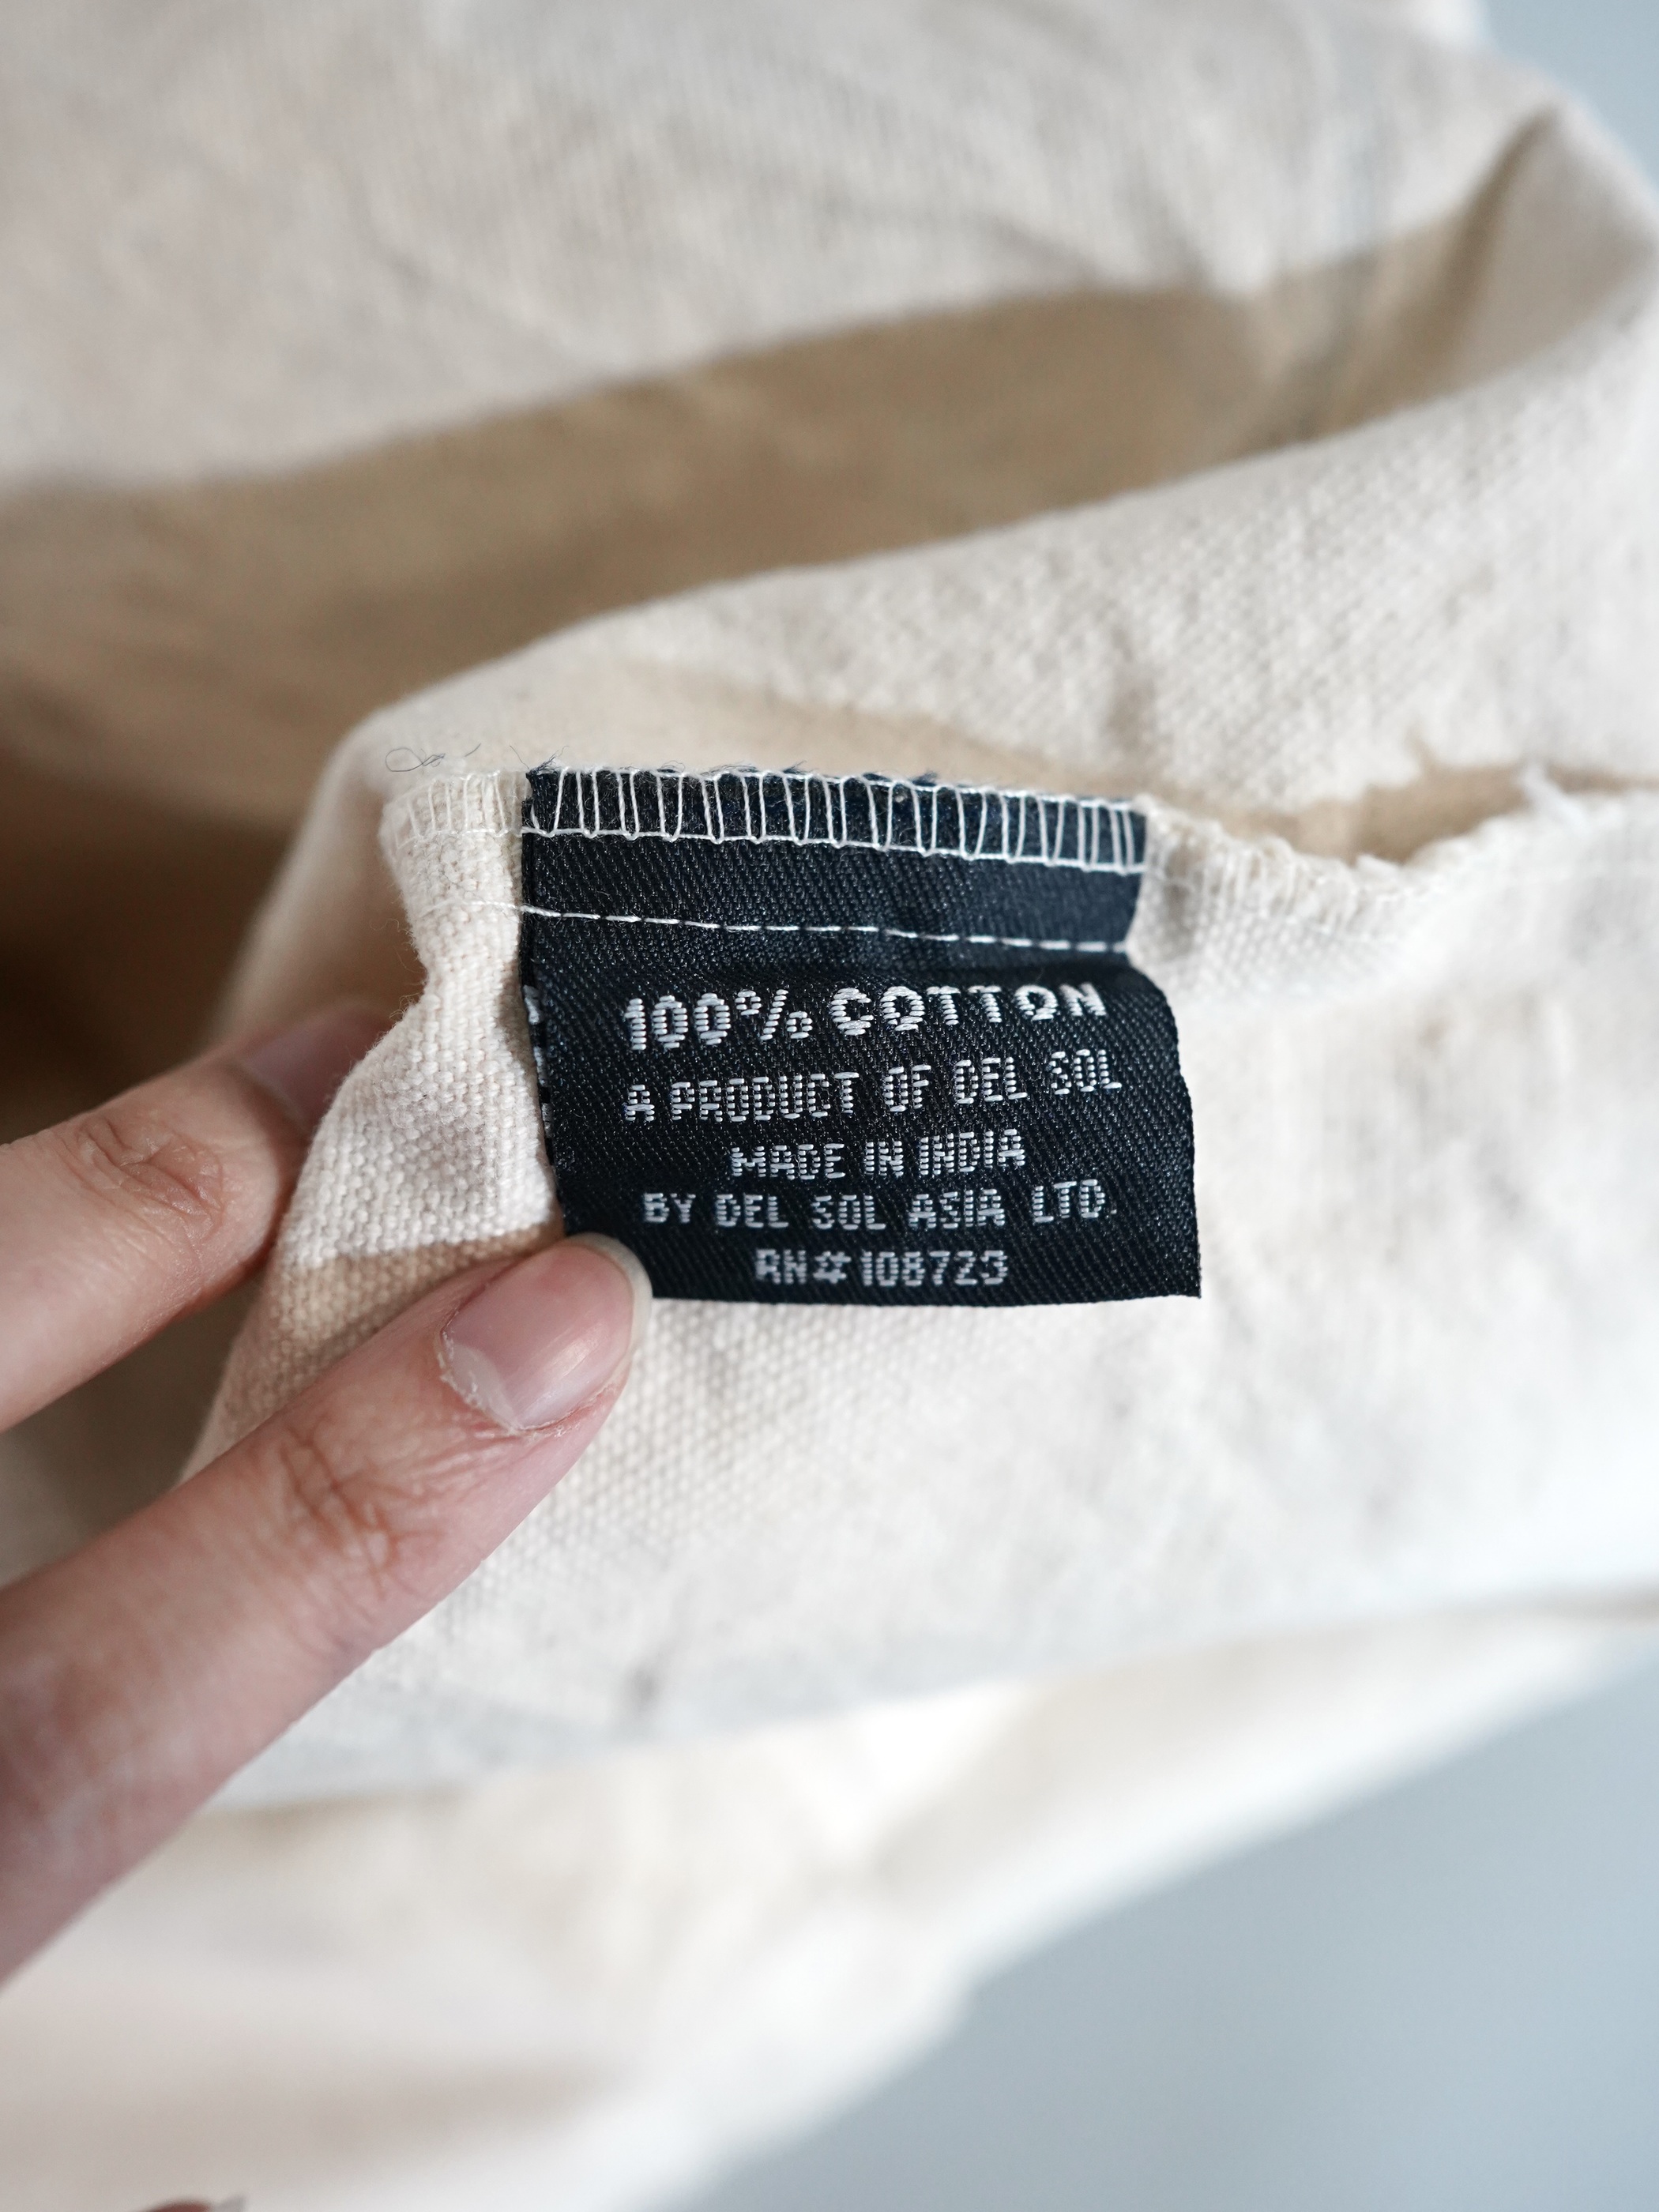 100% COTTON
A PRODUCT OF DEL SOL
MADE IN INDIA
BY DEL SOL ASIA LTD.
RN#108723